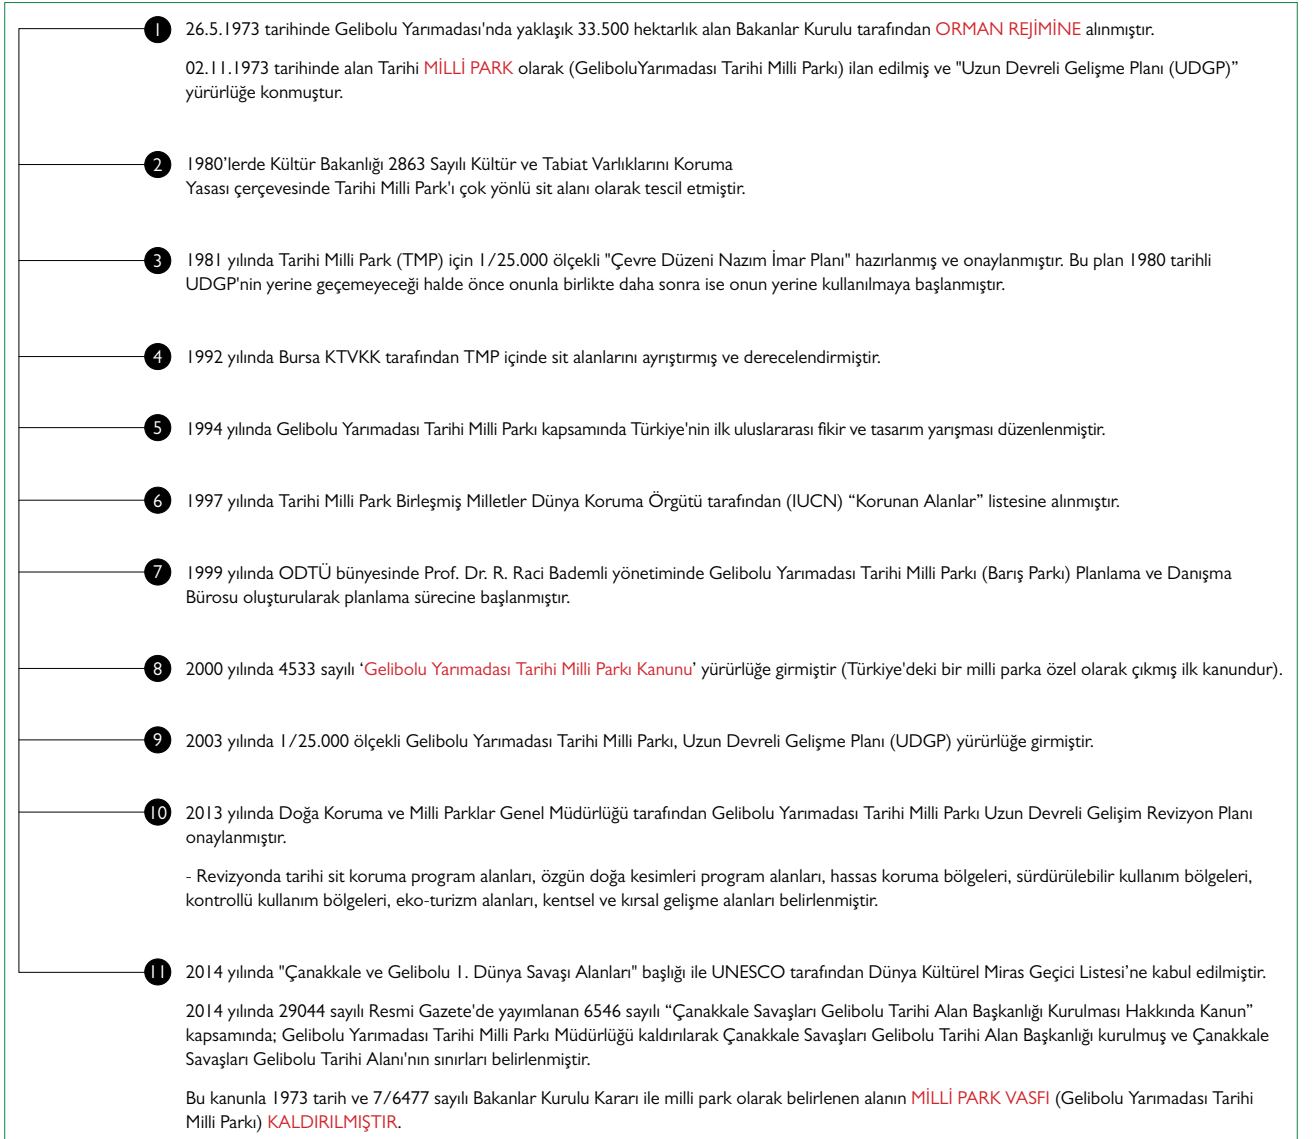 1 26.5.1973 tarihinde Gelibolu Yarımadası'nda yaklaşık 33.500 hektarlık alan Bakanlar Kurulu tarafından ORMAN REJİMİNE alınmıştır.
02.11.1973 tarihinde alan Tarihi MİLLİ PARK olarak (GeliboluYarımadası Tarihi Milli Parkı) ilan edilmiş ve "Uzun Devreli Gelişme Planı (UDGP)”
yürürlüğe konmuştur.
2 1980’lerde Kültür Bakanlığı 2863 Sayılı Kültür ve Tabiat Varlıklarını Koruma
Yasası çerçevesinde Tarihi Milli Park'ı çok yönlü sit alanı olarak tescil etmiştir.
3 1981 yılında Tarihi Milli Park (TMP) için 1/25.000 ölçekli "Çevre Düzeni Nazım İmar Planı" hazırlanmış ve onaylanmıştır. Bu plan 1980 tarihli
UDGP'nin yerine geçemeyeceği halde önce onunla birlikte daha sonra ise onun yerine kullanılmaya başlanmıştır.
4 1992 yılında Bursa KTVKK tarafından TMP içinde sit alanlarını ayrıştırmış ve derecelendirmiştir.
5 1994 yılında Gelibolu Yarımadası Tarihi Milli Parkı kapsamında Türkiye'nin ilk uluslararası fikir ve tasarım yarışması düzenlenmiştir.
6 1997 yılında Tarihi Milli Park Birleşmiş Milletler Dünya Koruma Örgütü tarafından (IUCN) “Korunan Alanlar” listesine alınmıştır.
7 1999 yılında ODTÜ bünyesinde Prof. Dr. R. Raci Bademli yönetiminde Gelibolu Yarımadası Tarihi Milli Parkı (Barış Parkı) Planlama ve Danışma
Bürosu oluşturularak planlama sürecine başlanmıştır.
8 2000 yılında 4533 sayılı ‘Gelibolu Yarımadası Tarihi Milli Parkı Kanunu’ yürürlüğe girmiştir (Türkiye'deki bir milli parka özel olarak çıkmış ilk kanundur).
9 2003 yılında 1/25.000 ölçekli Gelibolu Yarımadası Tarihi Milli Parkı, Uzun Devreli Gelişme Planı (UDGP) yürürlüğe girmiştir.
10 2013 yılında Doğa Koruma ve Milli Parklar Genel Müdürlüğü tarafından Gelibolu Yarımadası Tarihi Milli Parkı Uzun Devreli Gelişim Revizyon Planı
onaylanmıştır.
- Revizyonda tarihi sit koruma program alanları, özgün doğa kesimleri program alanları, hassas koruma bölgeleri, sürdürülebilir kullanım bölgeleri,
kontrollü kullanım bölgeleri, eko-turizm alanları, kentsel ve kırsal gelişme alanları belirlenmiştir.
11 2014 yılında "Çanakkale ve Gelibolu 1. Dünya Savaşı Alanları" başlığı ile UNESCO tarafından Dünya Kültürel Miras Geçici Listesi’ne kabul edilmiştir.
2014 yılında 29044 sayılı Resmi Gazete'de yayımlanan 6546 sayılı “Çanakkale Savaşları Gelibolu Tarihi Alan Başkanlığı Kurulması Hakkında Kanun”
kapsamında; Gelibolu Yarımadası Tarihi Milli Parkı Müdürlüğü kaldırılarak Çanakkale Savaşları Gelibolu Tarihi Alan Başkanlığı kurulmuş ve Çanakkale
Savaşları Gelibolu Tarihi Alanı'nın sınırları belirlenmiştir.
Bu kanunla 1973 tarih ve 7/6477 sayılı Bakanlar Kurulu Kararı ile milli park olarak belirlenen alanın MİLLİ PARK VASFI (Gelibolu Yarımadası Tarihi
Milli Parkı) KALDIRILMIŞTIR.